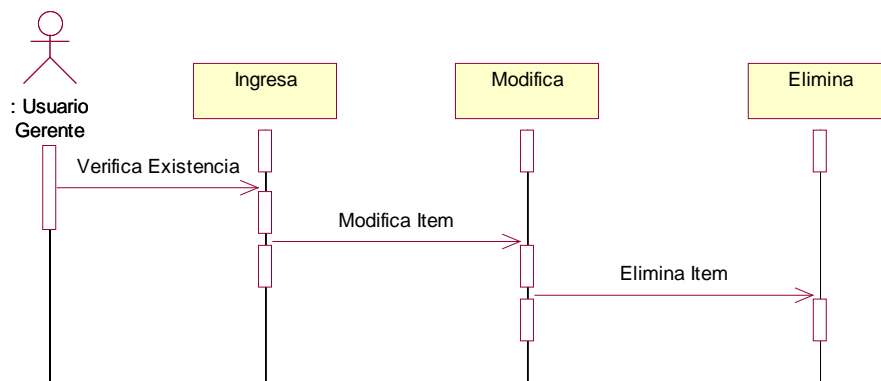 Ingresa
Modifica
Elimina
: Usuario
Gerente
Verifica Existencia
Modifica Item
Elimina Item